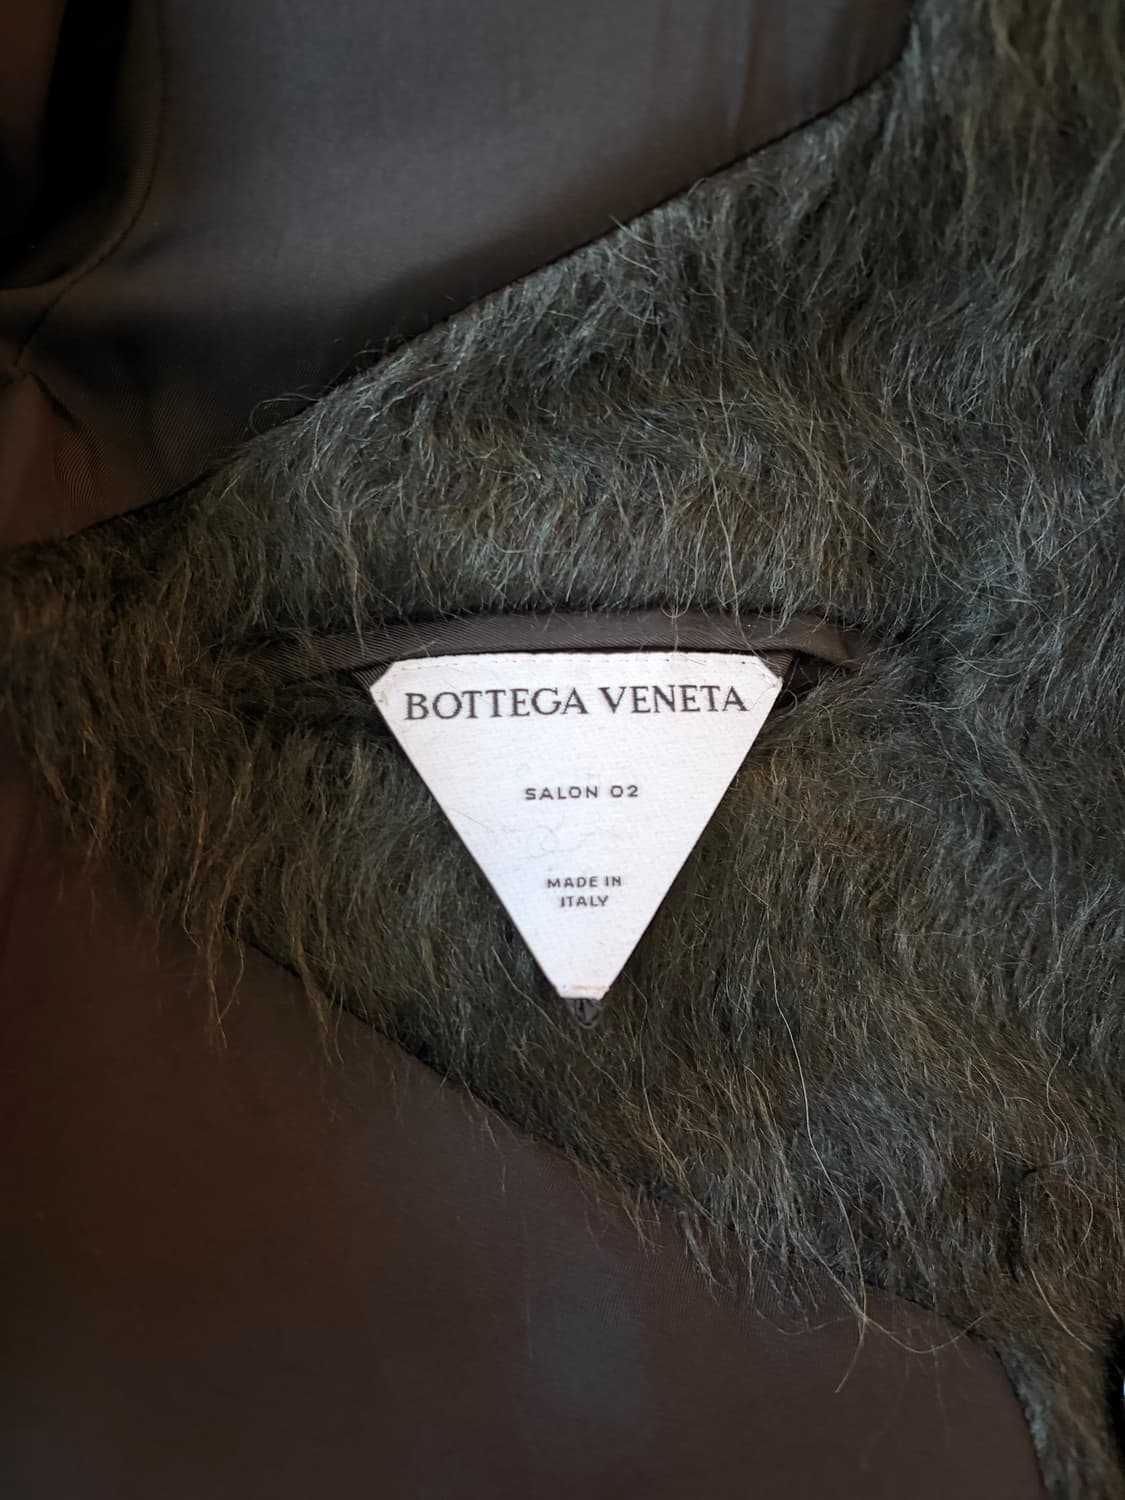 BOTTEGA VENETA
SALON 02
MADE IN
ITALY